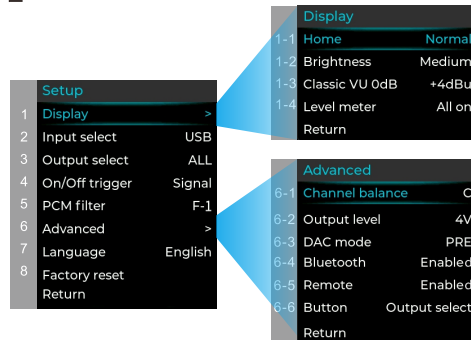 Setup
1 Display >
2 Input select USB
3 Output select ALL
4 On/Off trigger Signal
5 PCM filter F-1
6 Advanced >
7 Language English
8 Factory reset
Return
Display
1-1 Home Normal
1-2 Brightness Medium
1-3 Classic VU 0dB +4dBu
1-4 Level meter All on
Return
Advanced
6-1 Channel balance C
6-2 Output level 4V
6-3 DAC mode PRE
6-4 Bluetooth Enabled
6-5 Remote Enabled
6-6 Button Output select
Return